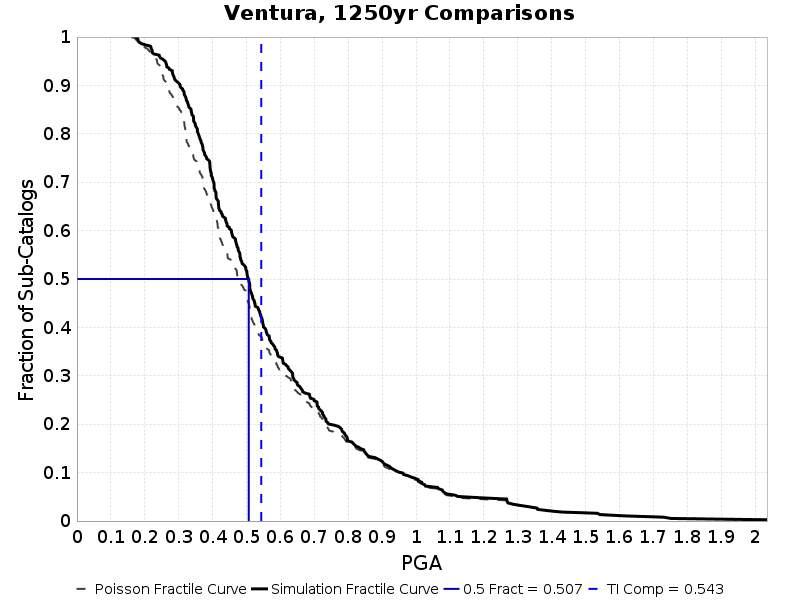 Ventura, 1250yr Comparisons
Fraction of Sub-Catalogs
1
0.9
0.8
0.7
0.6
0.5
0.4
0.3
0.2
0.1
0
0 0.1 0.2 0.3 0.4 0.5 0.6 0.7 0.8 0.9 1 1.1 1.2 1.3 1.4 1.5 1.6 1.7 1.8 1.9 2
PGA
Poisson Fractile Curve Simulation Fractile Curve 0.5 Fract = 0.507 TI Comp = 0.543